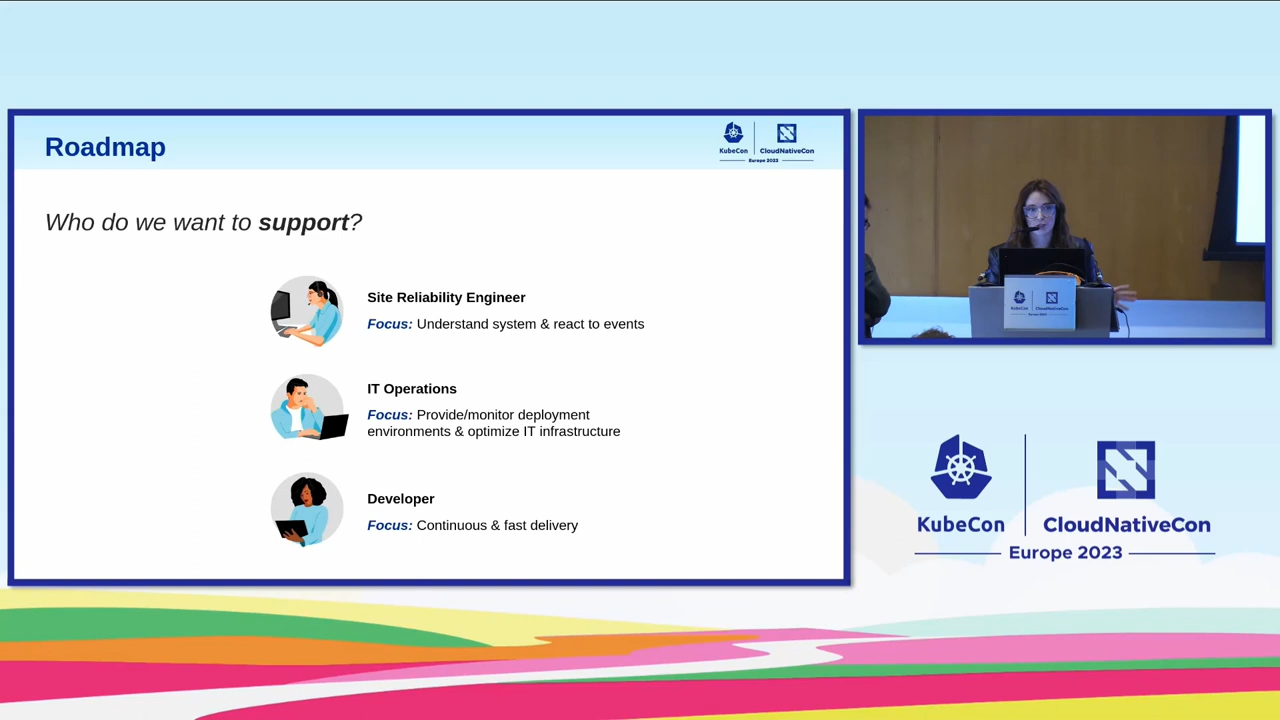 Roadmap
KubeCon
CloudNativeCon
Europe 2023
Who do we want to support?
Site Reliability Engineer
Focus: Understand system & react to events
IT Operations
Focus: Provide/monitor deployment
environments & optimize IT infrastructure
Developer
Focus: Continuous & fast delivery
KubeCon
CloudNativeCon
KubeCon
CloudNativeCon
Europe 2023